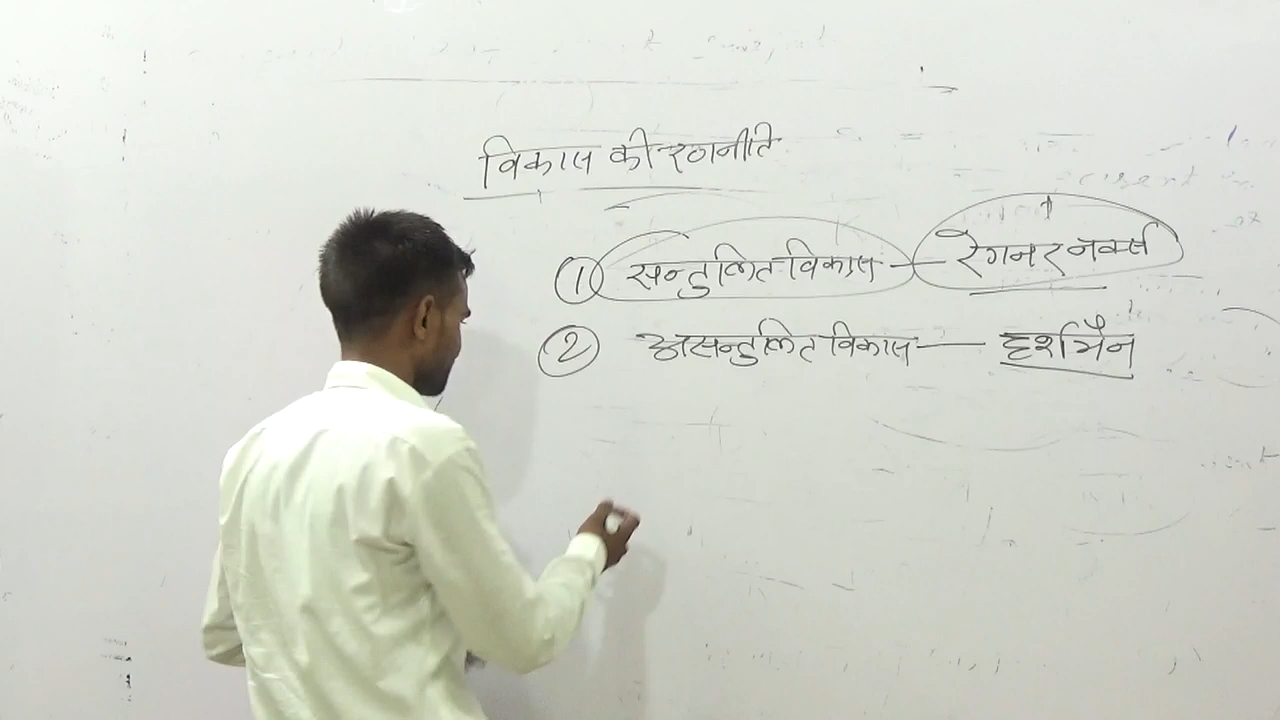 विकास की रणनीति
① सन्तुलित विकास — रेगनर नर्क्स
② असन्तुलित विकास — हर्शमैन